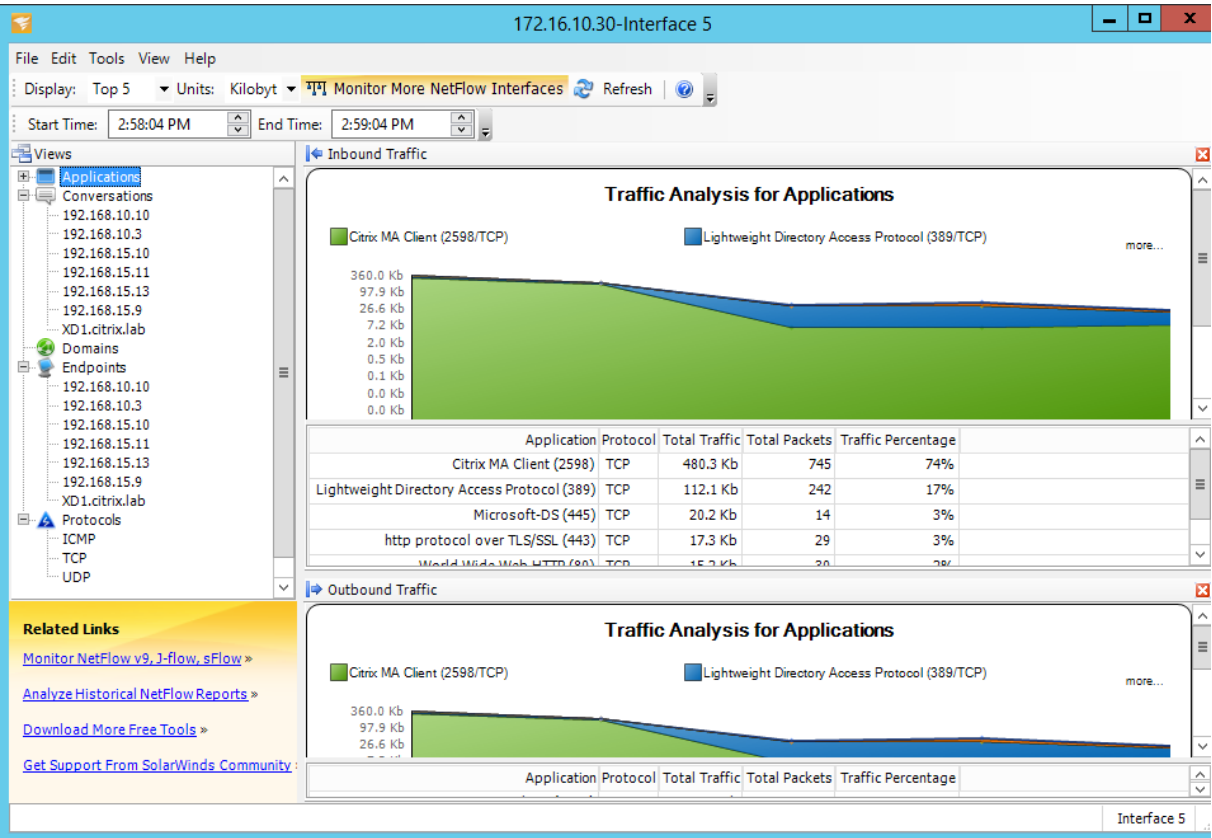 172.16.10.30-Interface 5
File Edit Tools View Help
Display: Top 5 Units: Kilobyt Monitor More NetFlow Interfaces Refresh
Start Time: 2:58:04 PM End Time: 2:59:04 PM
Views
Applications
Conversations
192.168.10.10
192.168.10.3
192.168.15.10
192.168.15.11
192.168.15.13
192.168.15.9
XD1.citrix.lab
Domains
Endpoints
192.168.10.10
192.168.10.3
192.168.15.10
192.168.15.11
192.168.15.13
192.168.15.9
XD1.citrix.lab
Protocols
ICMP
TCP
UDP
Related Links
Monitor NetFlow v9, J-flow, sFlow »
Analyze Historical NetFlow Reports »
Download More Free Tools »
Get Support From SolarWinds Community
Inbound Traffic
Traffic Analysis for Applications
Citrix MA Client (2598/TCP) Lightweight Directory Access Protocol (389/TCP) more...
360.0 Kb
97.9 Kb
26.6 Kb
7.2 Kb
2.0 Kb
0.5 Kb
0.1 Kb
0.0 Kb
0.0 Kb
Application Protocol Total Traffic Total Packets Traffic Percentage
Citrix MA Client (2598) TCP 480.3 Kb 745 74%
Lightweight Directory Access Protocol (389) TCP 112.1 Kb 242 17%
Microsoft-DS (445) TCP 20.2 Kb 14 3%
http protocol over TLS/SSL (443) TCP 17.3 Kb 29 3%
World Wide Web HTTP (80) TCP 15.2 Kb
Outbound Traffic
Traffic Analysis for Applications
Citrix MA Client (2598/TCP) Lightweight Directory Access Protocol (389/TCP) more...
360.0 Kb
97.9 Kb
26.6 Kb
Application Protocol Total Traffic Total Packets Traffic Percentage
Interface 5